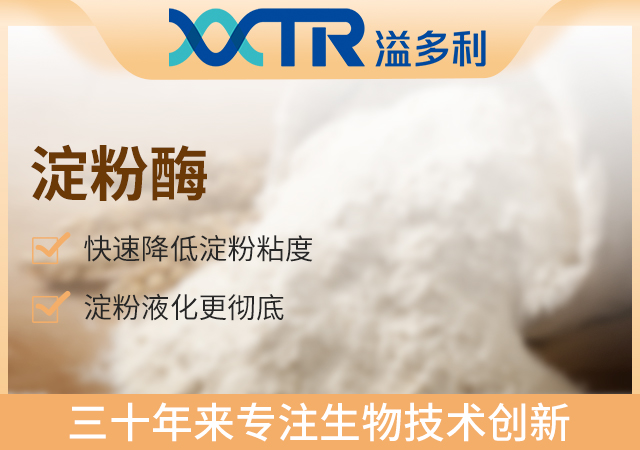 VTR 溢多利
淀粉酶
快速降低淀粉粘度
淀粉液化更彻底
三十年来专注生物技术创新